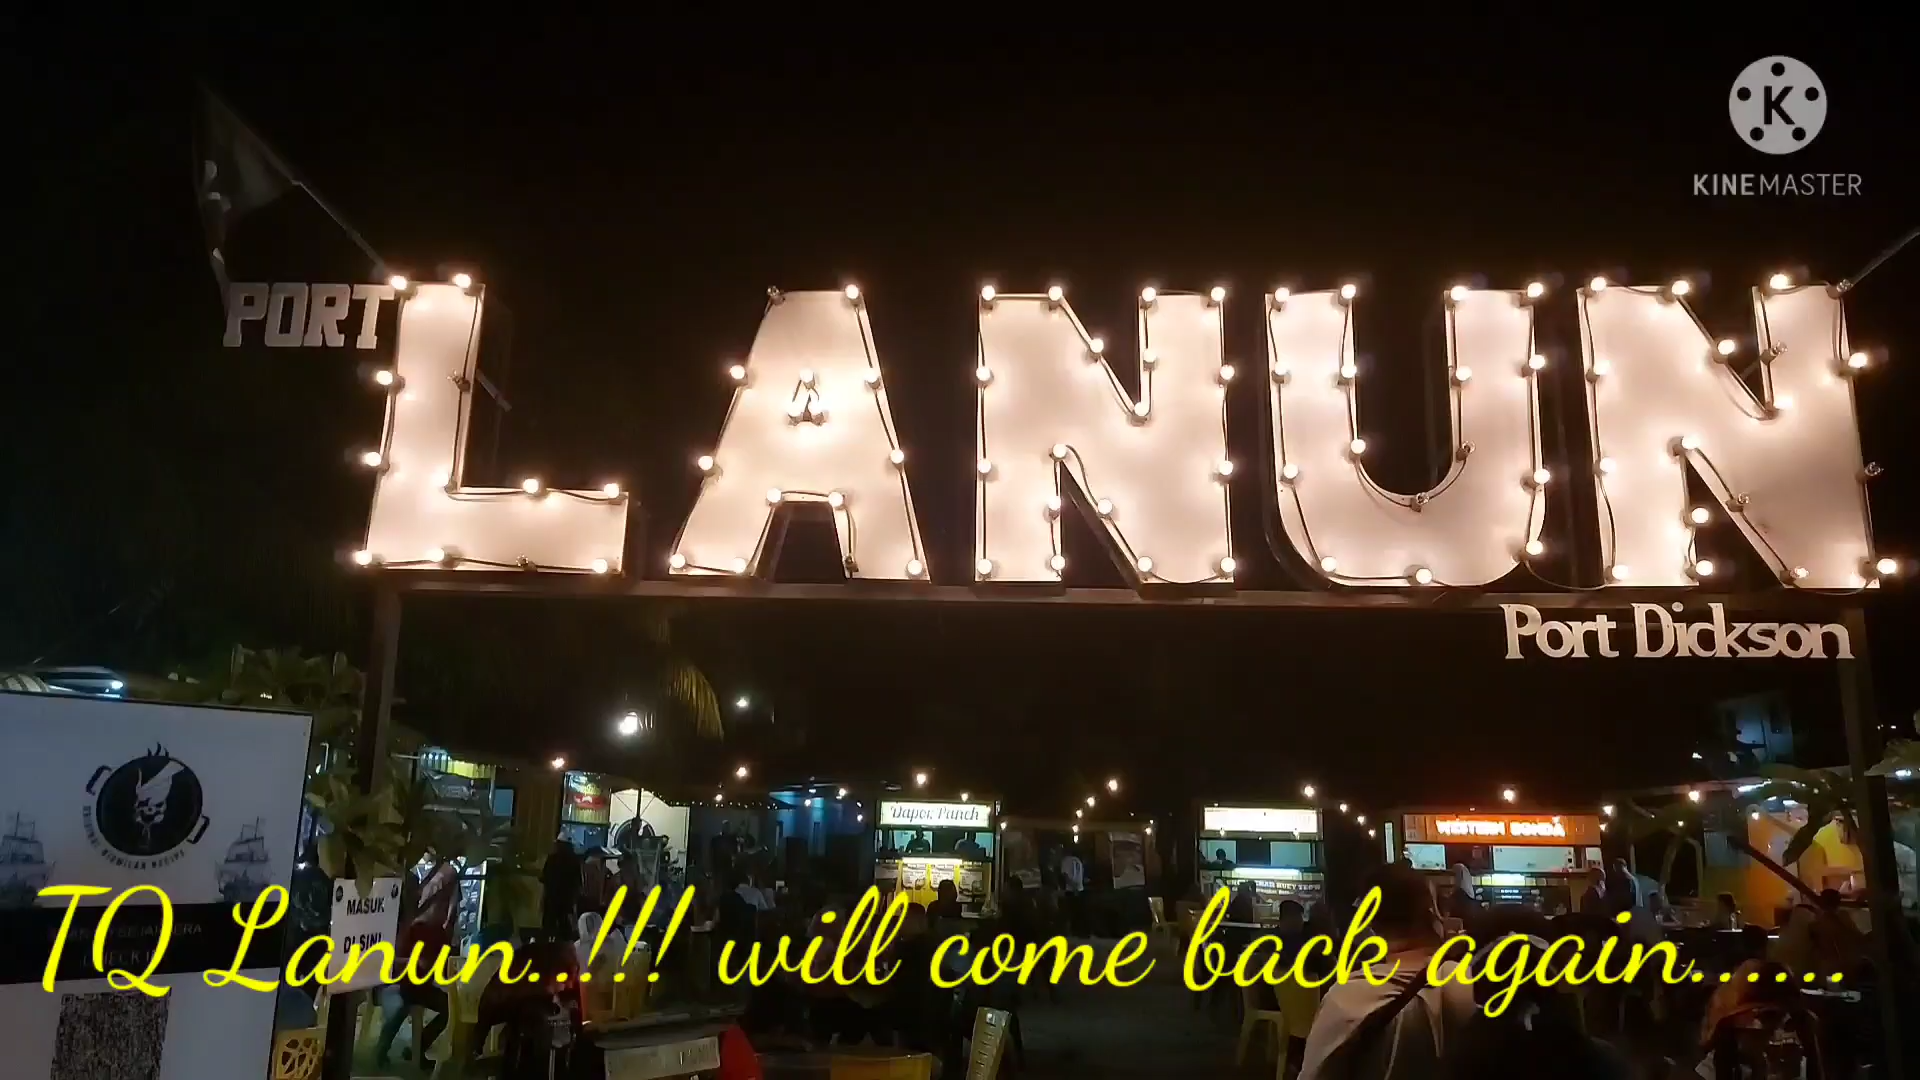 KINEMASTER
PORT
LANUN
Port Dickson
Dapor Panch
WESTERN BONDA
MASUK
DI SINI
TQ Lanun..!!! will come back again......